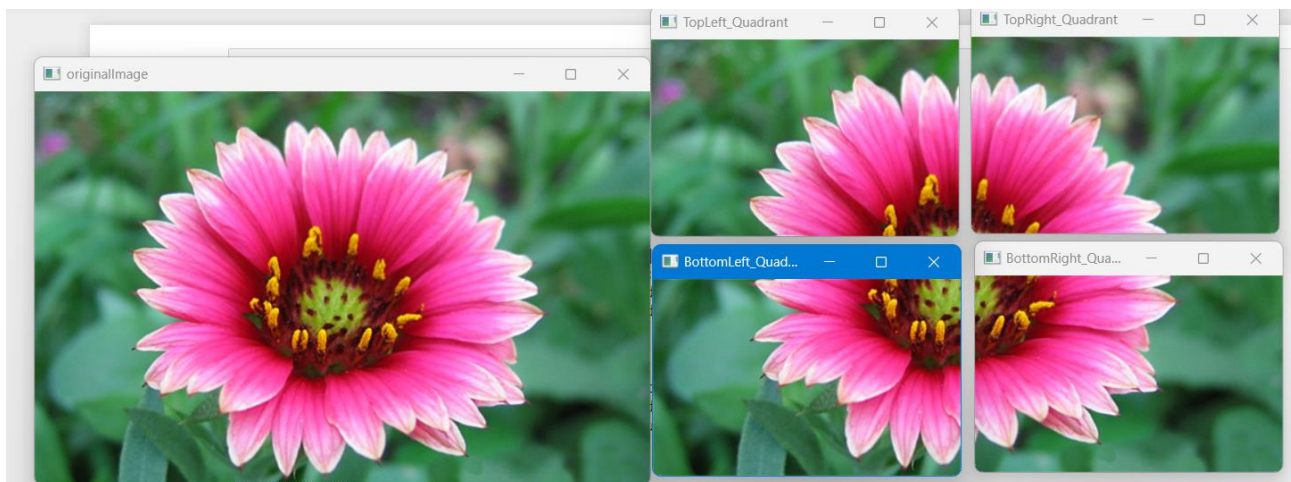 originalImage
TopLeft_Quadrant
TopRight_Quadrant
BottomLeft_Quad...
BottomRight_Qua...